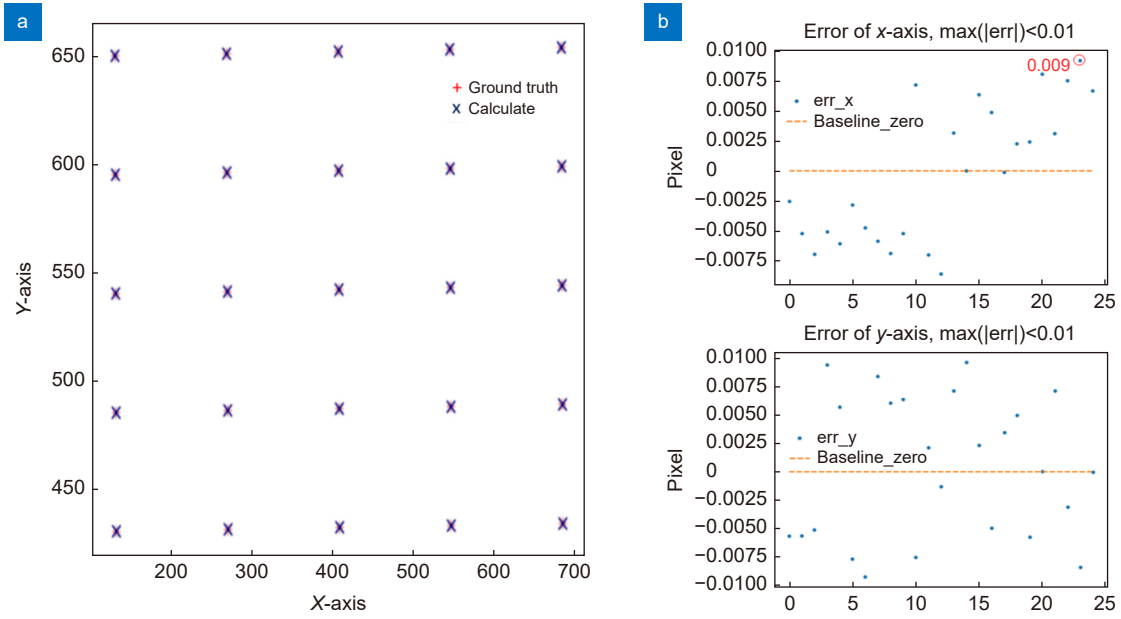 a
650
600
550
500
450
Y-axis
+ Ground truth
x Calculate
200 300 400 500 600 700
X-axis
b
Error of x-axis, max(|err|)<0.01
0.0100
0.0075
0.0050
0.0025
0
−0.0025
−0.0050
−0.0075
Pixel
0.009
err_x
Baseline_zero
0 5 10 15 20 25
Error of y-axis, max(|err|)<0.01
0.0100
0.0075
0.0050
0.0025
0
−0.0025
−0.0050
−0.0075
−0.0100
Pixel
err_y
Baseline_zero
0 5 10 15 20 25